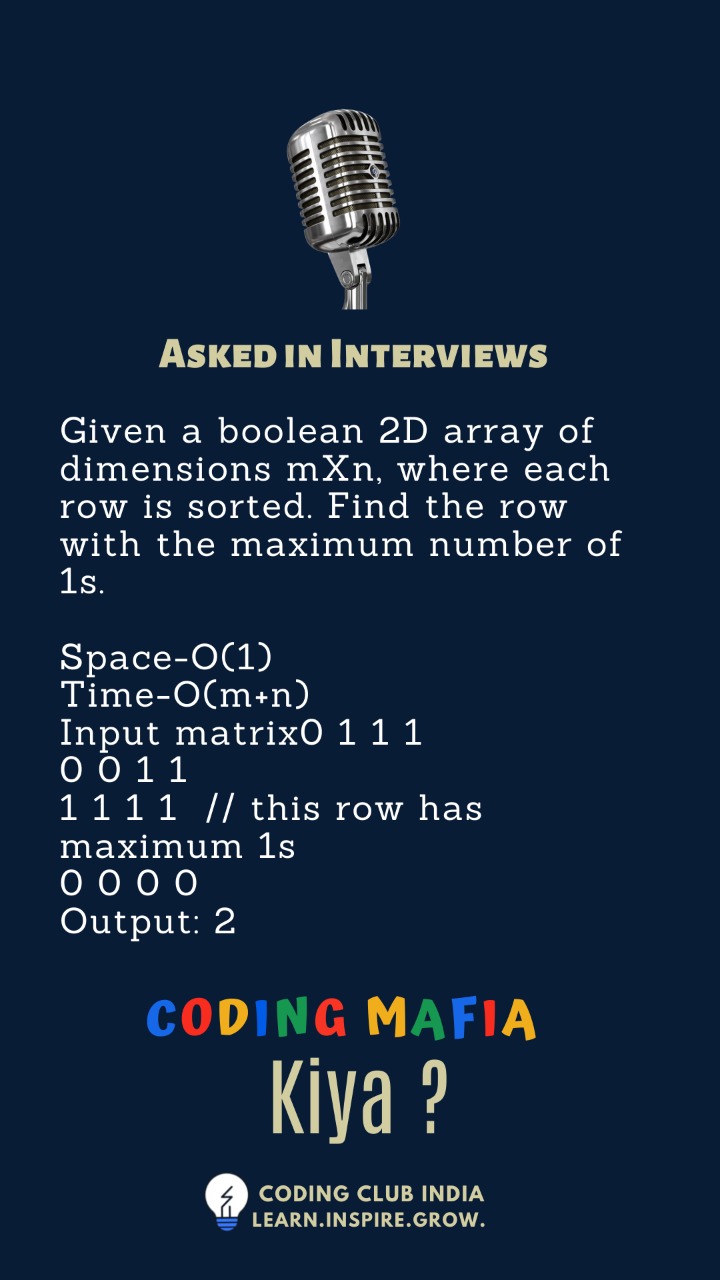 Asked in Interviews
Given a boolean 2D array of
dimensions mXn, where each
row is sorted. Find the row
with the maximum number of
1s.
Space-O(1)
Time-O(m+n)
Input matrix0 1 1 1
0 0 1 1
1 1 1 1  // this row has
maximum 1s
0 0 0 0
Output: 2
CODING MAFIA
Kiya ?
CODING CLUB INDIA
LEARN.INSPIRE.GROW.